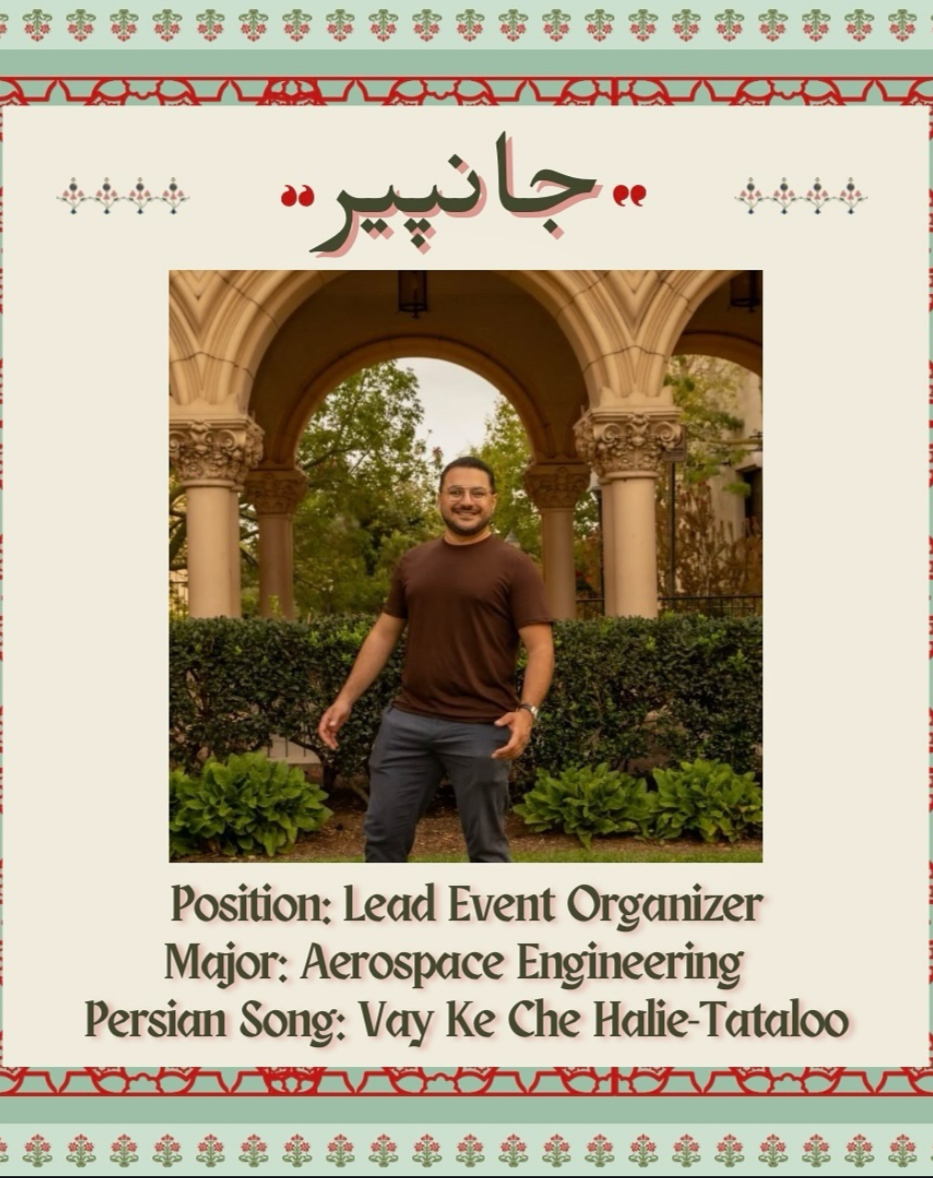 ”جانپیر“
Position: Lead Event Organizer
Major: Aerospace Engineering
Persian Song: Vay Ke Che Halie-Tataloo